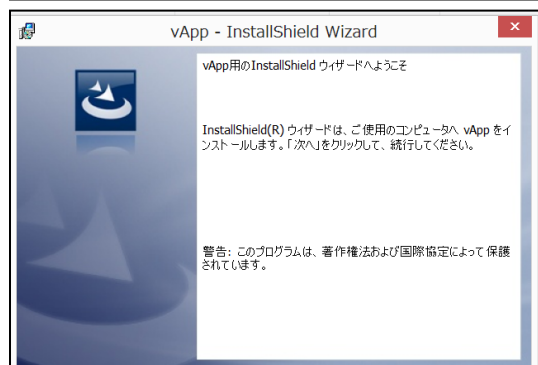 vApp - InstallShield Wizard
vApp用のInstallShield ウィザードへようこそ
InstallShield(R) ウィザードは、ご使用のコンピュータへ vApp をイ
ンストールします。「次へ」をクリックして、続行してください。
警告: このプログラムは、著作権法および国際協定によって保護
されています。